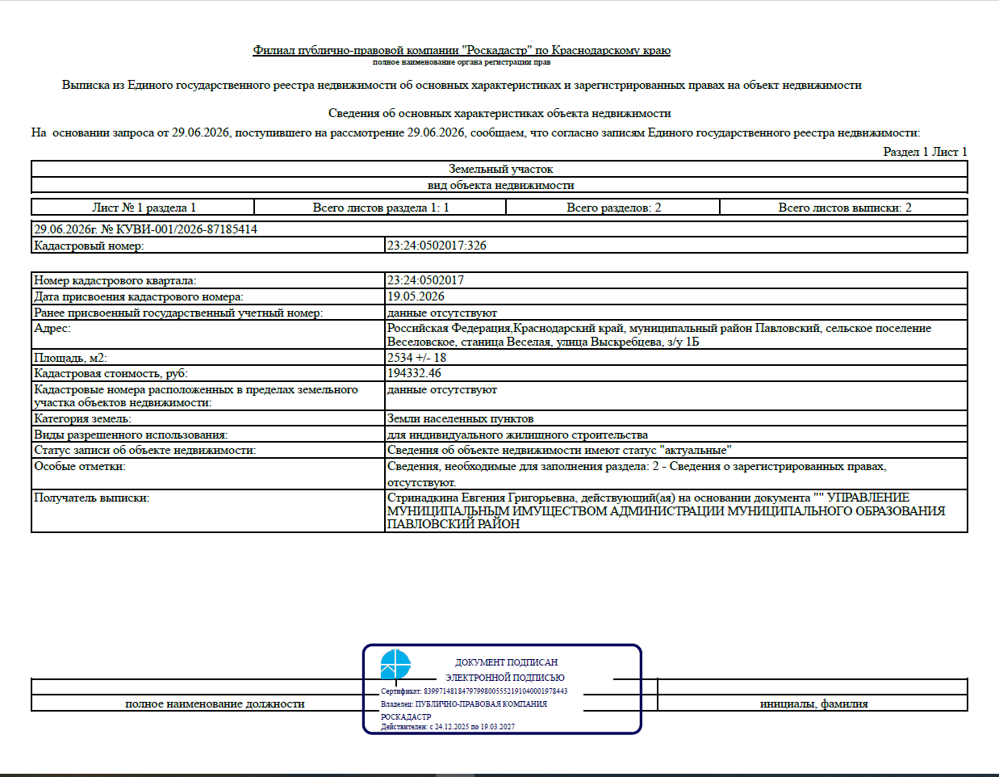 Филиал публично-правовой компании "Роскадастр" по Краснодарскому краю
полное наименование органа регистрации прав
Выписка из Единого государственного реестра недвижимости об основных характеристиках и зарегистрированных правах на объект недвижимости
Сведения об основных характеристиках объекта недвижимости
На основании запроса от 29.06.2026, поступившего на рассмотрение 29.06.2026, сообщаем, что согласно записям Единого государственного реестра недвижимости:
Раздел 1 Лист 1
Земельный участок
вид объекта недвижимости
Лист № 1 раздела 1 Всего листов раздела 1: 1 Всего разделов: 2 Всего листов выписки: 2
29.06.2026г. № КУВИ-001/2026-87185414
Кадастровый номер: 23:24:0502017:326
Номер кадастрового квартала: 23:24:0502017
Дата присвоения кадастрового номера: 19.05.2026
Ранее присвоенный государственный учетный номер: данные отсутствуют
Адрес: Российская Федерация,Краснодарский край, муниципальный район Павловский, сельское поселение
Веселовское, станица Веселая, улица Выскребцева, з/у 1Б
Площадь, м2: 2534 +/- 18
Кадастровая стоимость, руб: 194332.46
Кадастровые номера расположенных в пределах земельного данные отсутствуют
участка объектов недвижимости:
Категория земель: Земли населенных пунктов
Виды разрешенного использования: для индивидуального жилищного строительства
Статус записи об объекте недвижимости: Сведения об объекте недвижимости имеют статус "актуальные"
Особые отметки: Сведения, необходимые для заполнения раздела: 2 - Сведения о зарегистрированных правах,
отсутствуют.
Получатель выписки: Стринадкина Евгения Григорьевна, действующий(ая) на основании документа "" УПРАВЛЕНИЕ
МУНИЦИПАЛЬНЫМ ИМУЩЕСТВОМ АДМИНИСТРАЦИИ МУНИЦИПАЛЬНОГО ОБРАЗОВАНИЯ
ПАВЛОВСКИЙ РАЙОН
ДОКУМЕНТ ПОДПИСАН
ЭЛЕКТРОННОЙ ПОДПИСЬЮ
Сертификат: 83997148184797998005552191040001978443
Владелец: ПУБЛИЧНО-ПРАВОВАЯ КОМПАНИЯ
РОСКАДАСТР
Действителен: с 24.12.2025 по 19.03.2027
полное наименование должности инициалы, фамилия